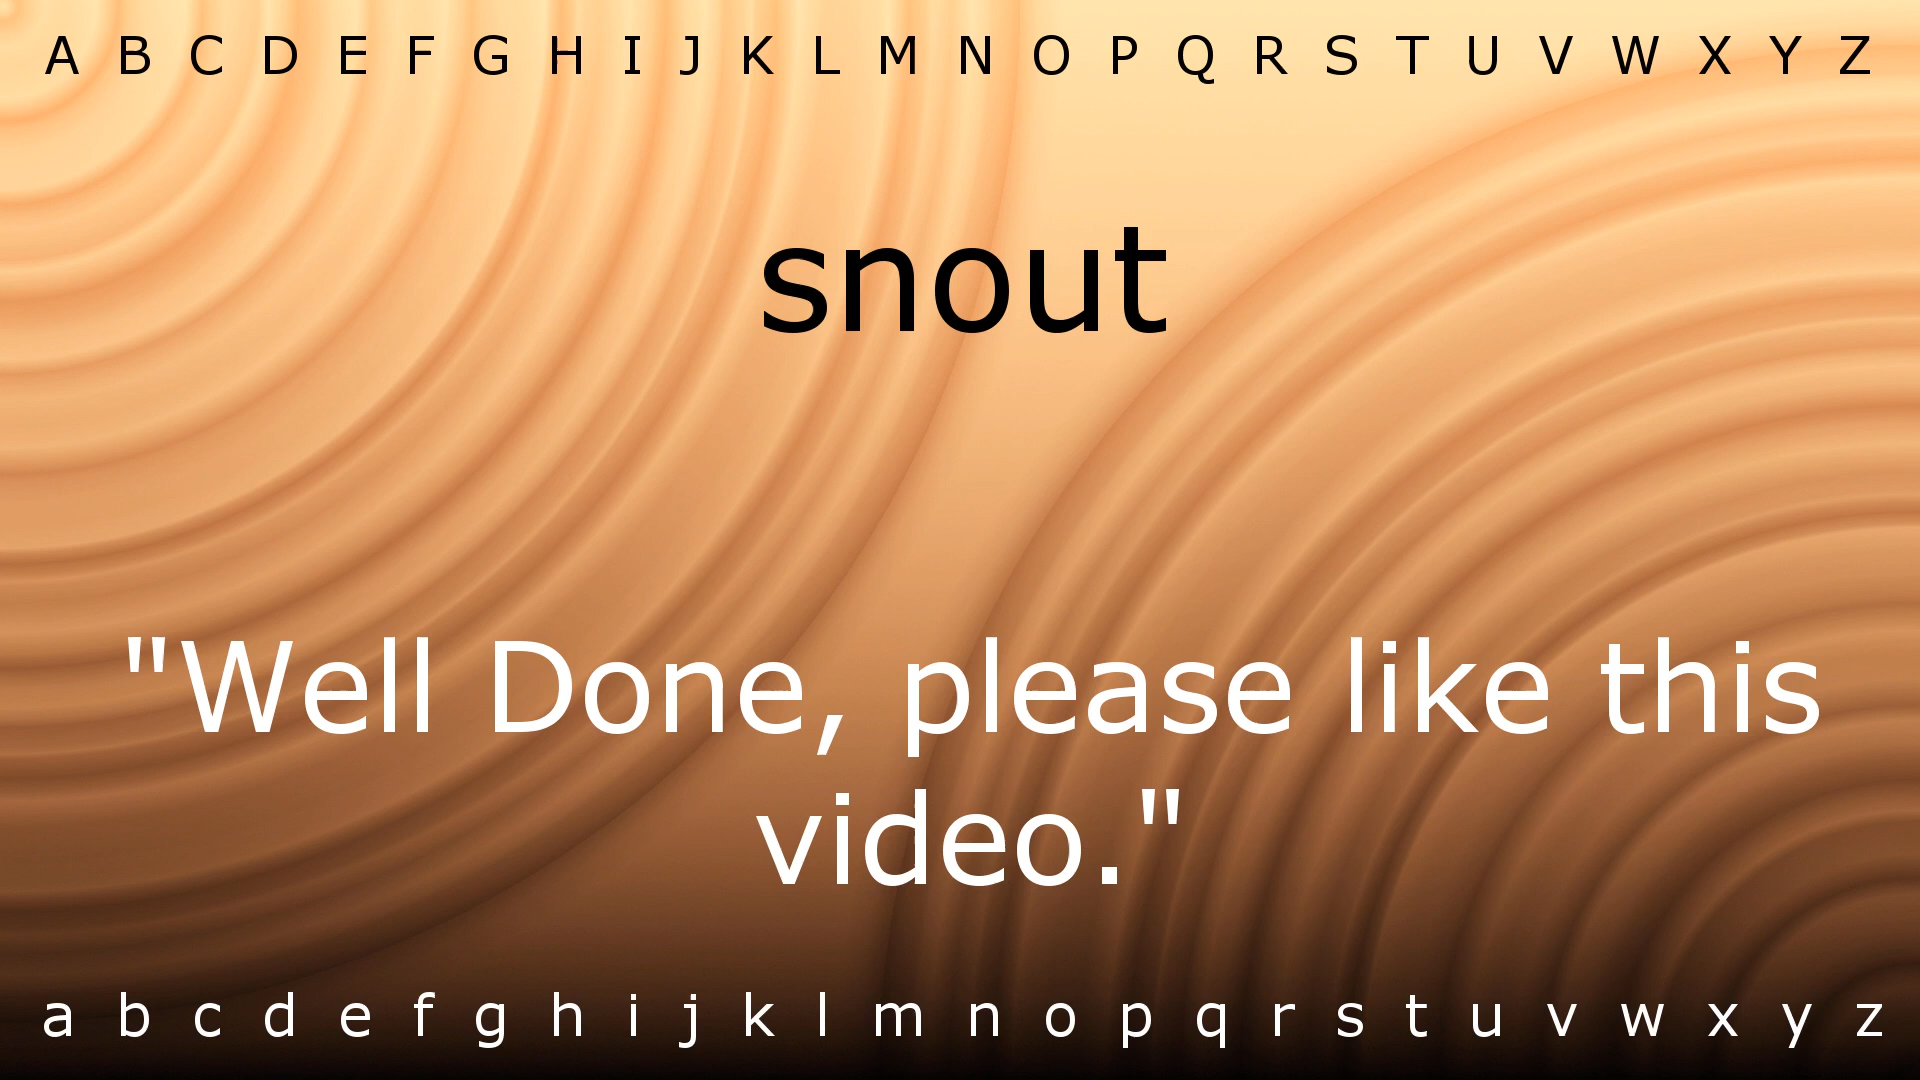 A B C D E F G H I J K L M N O P Q R S T U V W X Y Z
snout
"Well Done, please like this
video."
a b c d e f g h i j k l m n o p q r s t u v w x y z